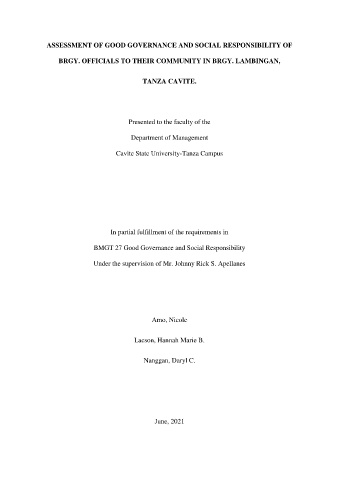 ASSESSMENT OF GOOD GOVERNANCE AND SOCIAL RESPONSIBILITY OF
BRGY. OFFICIALS TO THEIR COMMUNITY IN BRGY. LAMBINGAN,
TANZA CAVITE.
Presented to the faculty of the
Department of Management
Cavite State University-Tanza Campus
In partial fulfillment of the requirements in
BMGT 27 Good Governance and Social Responsibility
Under the supervision of Mr. Johnny Rick S. Apellanes
Arno, Nicole
Lacson, Hannah Marie B.
Nanggan, Daryl C.
June, 2021